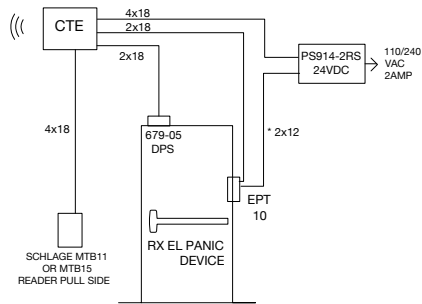 4x18
CTE
2x18
2x18
PS914-2RS
24VDC
110/240
VAC
2AMP
4x18
679-05
DPS
* 2x12
EPT
10
RX EL PANIC
DEVICE
SCHLAGE MTB11
OR MTB15
READER PULL SIDE